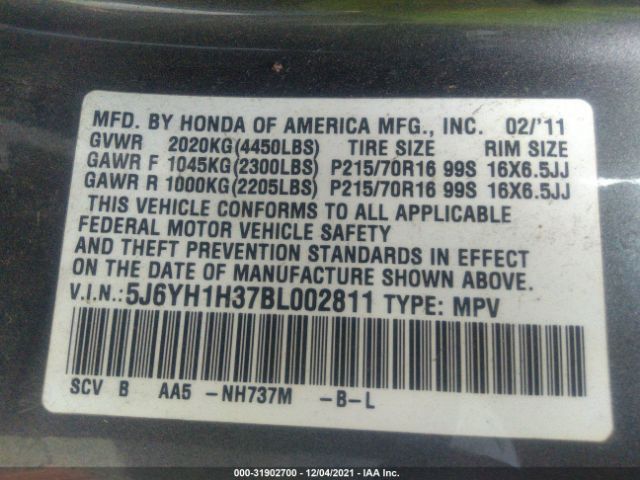 MFD. BY HONDA OF AMERICA MFG., INC. 02/'11
GVWR 2020KG(4450LBS) TIRE SIZE RIM SIZE
GAWR F 1045KG(2300LBS) P215/70R16 99S 16X6.5JJ
GAWR R 1000KG(2205LBS) P215/70R16 99S 16X6.5JJ
THIS VEHICLE CONFORMS TO ALL APPLICABLE
FEDERAL MOTOR VEHICLE SAFETY
AND THEFT PREVENTION STANDARDS IN EFFECT
ON THE DATE OF MANUFACTURE SHOWN ABOVE.
V.I.N.: 5J6YH1H37BL002811 TYPE: MPV
SCV B AA5 -NH737M -B-L
000-31902700 - 12/04/2021 - IAA Inc.